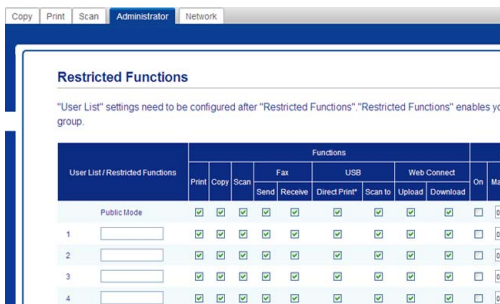 Copy Print Scan Administrator Network
Restricted Functions
"User List" settings need to be configured after "Restricted Functions"."Restricted Functions" enables
group.
User List / Restricted Functions
Functions
Print Copy Scan Fax USB Web Connect On
Send Receive Direct Print* Scan to Upload Download
Public Mode
1
2
3
4